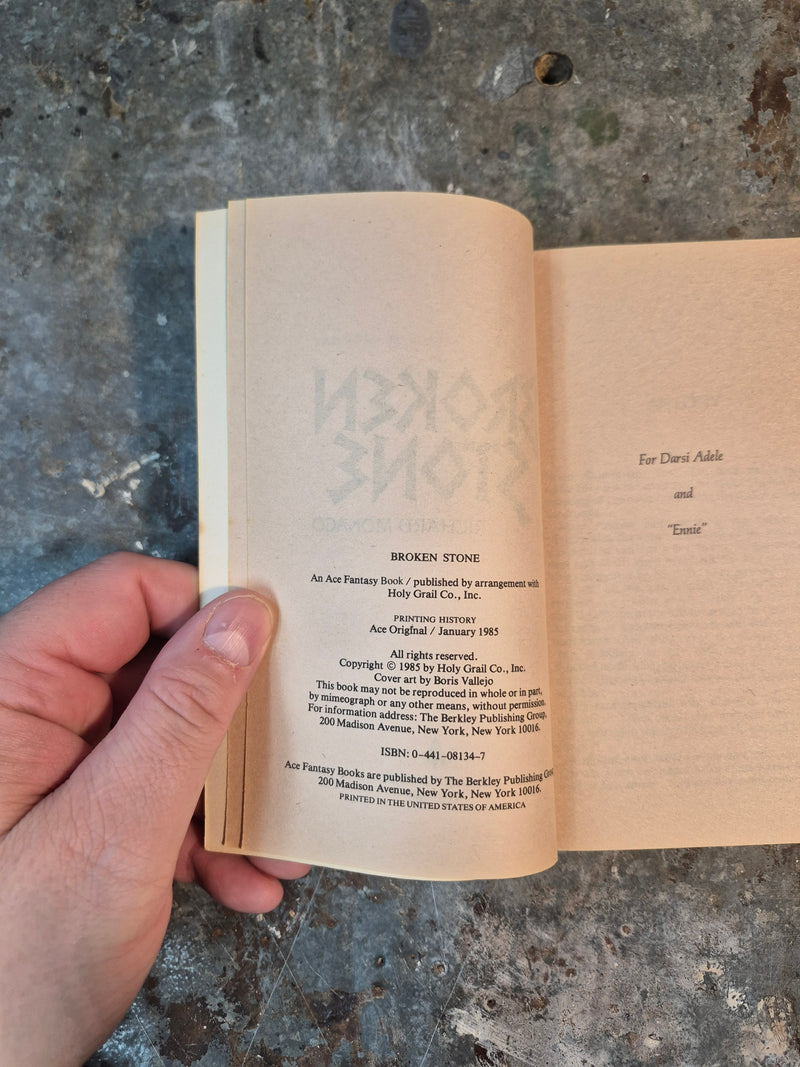 BROKEN
STONE
RICHARD MONACO
BROKEN STONE
An Ace Fantasy Book / published by arrangement with
Holy Grail Co., Inc.
PRINTING HISTORY
Ace Original / January 1985
All rights reserved.
Copyright © 1985 by Holy Grail Co., Inc.
Cover art by Boris Vallejo
This book may not be reproduced in whole or in part,
by mimeograph or any other means, without permission.
For information address: The Berkley Publishing Group,
200 Madison Avenue, New York, New York 10016.
ISBN: 0-441-08134-7
Ace Fantasy Books are published by The Berkley Publishing
200 Madison Avenue, New York, New York 10016.
PRINTED IN THE UNITED STATES OF AMERICA
For Darsi Adele
and
"Ennie"